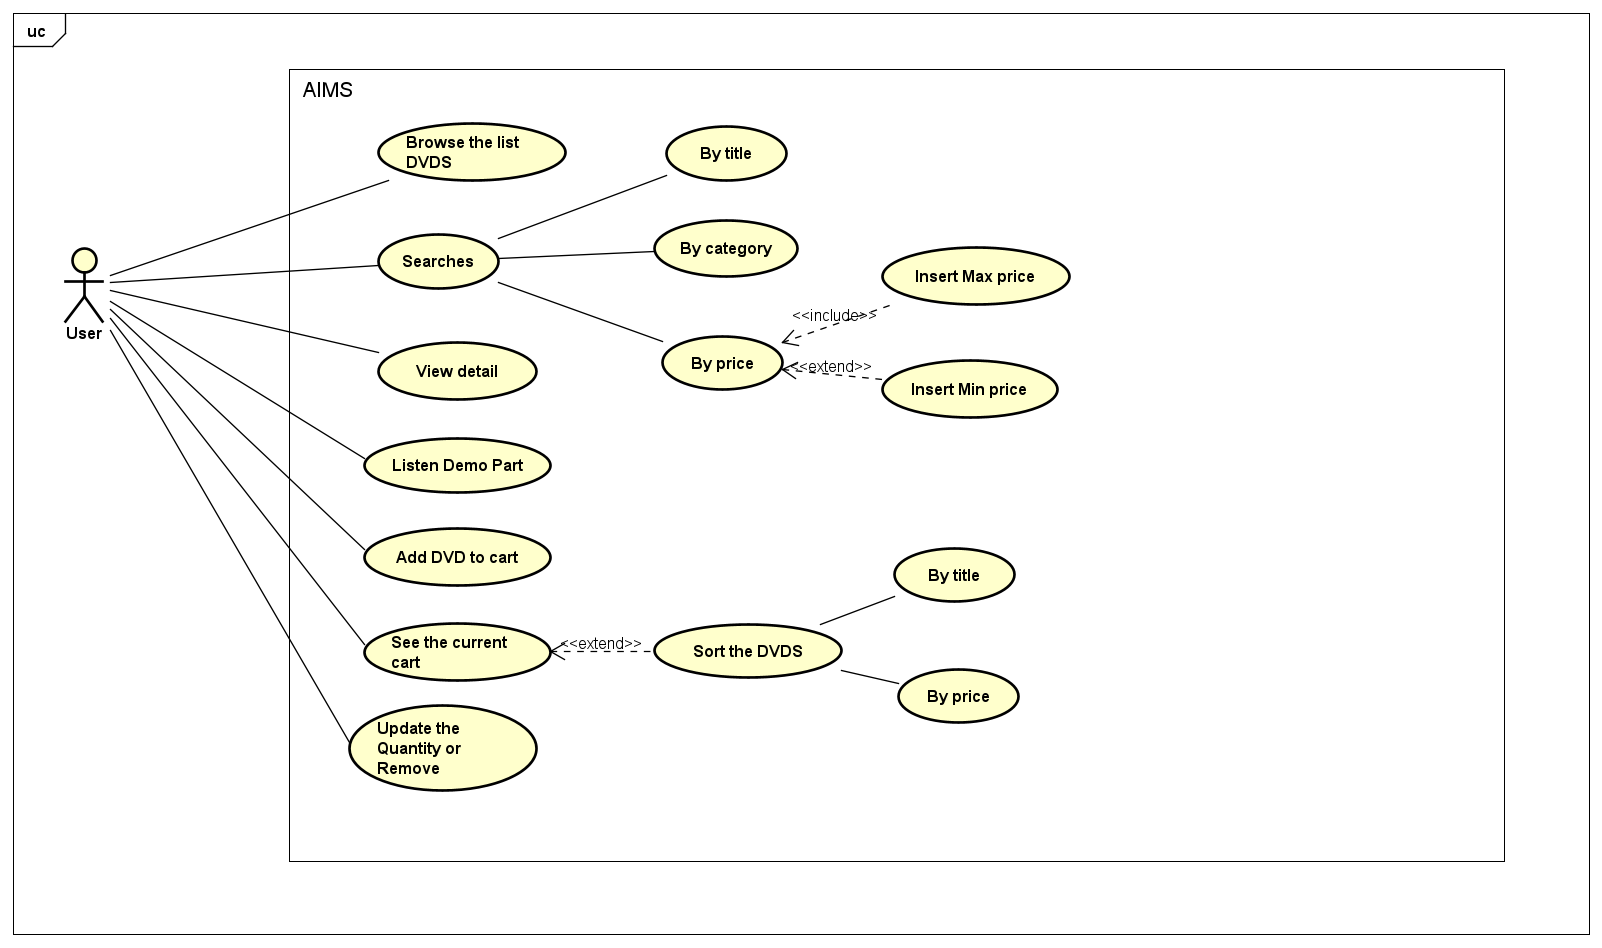 uc
AIMS
Browse the list
DVDS
By title
Searches
By category
Insert Max price
<<include>>
User
By price
<<extend>>
View detail
Insert Min price
Listen Demo Part
Add DVD to cart
By title
See the current
cart
<<extend>>
Sort the DVDS
By price
Update the
Quantity or
Remove